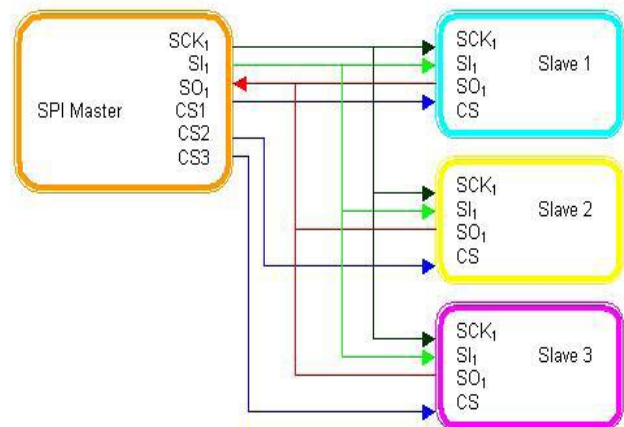 SPI Master
SCK₁
SI₁
SO₁
CS1
CS2
CS3
SCK₁
SI₁
SO₁
CS
Slave 1
SCK₁
SI₁
SO₁
CS
Slave 2
SCK₁
SI₁
SO₁
CS
Slave 3